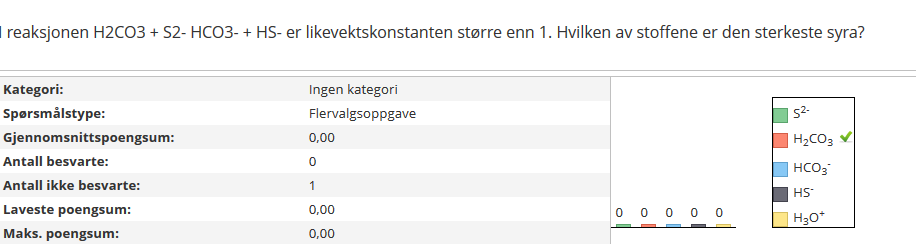 reaksjonen H2CO3 + S2- HCO3- + HS- er likevektskonstanten større enn 1. Hvilken av stoffene er den sterkeste syra?
Kategori: Ingen kategori
Spørsmålstype: Flervalgsoppgave
Gjennomsnittspoengsum: 0,00
Antall besvarte: 0
Antall ikke besvarte: 1
Laveste poengsum: 0,00
Maks. poengsum: 0,00
0 0 0 0 0
S²⁻
H₂CO₃
HCO₃⁻
HS⁻
H₃O⁺